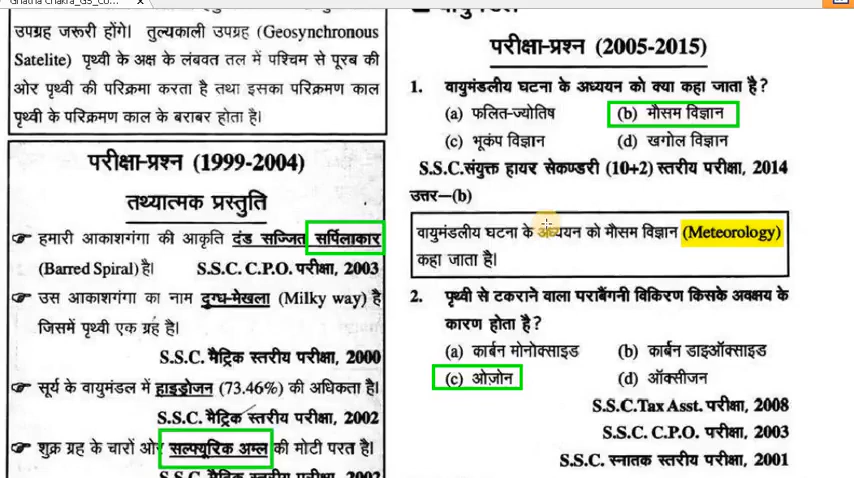 Ghatna Chakra_GS_Co...
वायुमंडल
उपग्रह जरूरी होंगे। तुल्यकाली उपग्रह (Geosynchronous
Satelite) पृथ्वी के अक्ष के लंबवत तल में पश्चिम से पूरब की
ओर पृथ्वी की परिक्रमा करता है तथा इसका परिक्रमण काल
पृथ्वी के परिक्रमण काल के बराबर होता है।
परीक्षा-प्रश्न (1999-2004)
तथ्यात्मक प्रस्तुति
हमारी आकाशगंगा की आकृति दंड सज्जित सर्पिलाकार
(Barred Spiral) है। S.S.C. C.P.O. परीक्षा, 2003
उस आकाशगंगा का नाम दुग्ध-मेखला (Milky way) है
जिसमें पृथ्वी एक ग्रह है।
S.S.C. मैट्रिक स्तरीय परीक्षा, 2000
सूर्य के वायुमंडल में हाइड्रोजन (73.46%) की अधिकता है।
S.S.C. मैट्रिक स्तरीय परीक्षा, 2002
शुक्र ग्रह के चारों ओर सल्फ्यूरिक अम्ल की मोटी परत है।
S.S.C. मैट्रिक स्तरीय परीक्षा, 2002
परीक्षा-प्रश्न (2005-2015)
1. वायुमंडलीय घटना के अध्ययन को क्या कहा जाता है?
(a) फलित-ज्योतिष (b) मौसम विज्ञान
(c) भूकंप विज्ञान (d) खगोल विज्ञान
S.S.C.संयुक्त हायर सेकण्डरी (10+2) स्तरीय परीक्षा, 2014
उत्तर—(b)
वायुमंडलीय घटना के अध्ययन को मौसम विज्ञान (Meteorology)
कहा जाता है।
2. पृथ्वी से टकराने वाला पराबैंगनी विकिरण किसके अवक्षय के
कारण होता है?
(a) कार्बन मोनोक्साइड (b) कार्बन डाइऑक्साइड
(c) ओज़ोन (d) ऑक्सीजन
S.S.C.Tax Asst. परीक्षा, 2008
S.S.C. C.P.O. परीक्षा, 2003
S.S.C. स्नातक स्तरीय परीक्षा, 2001